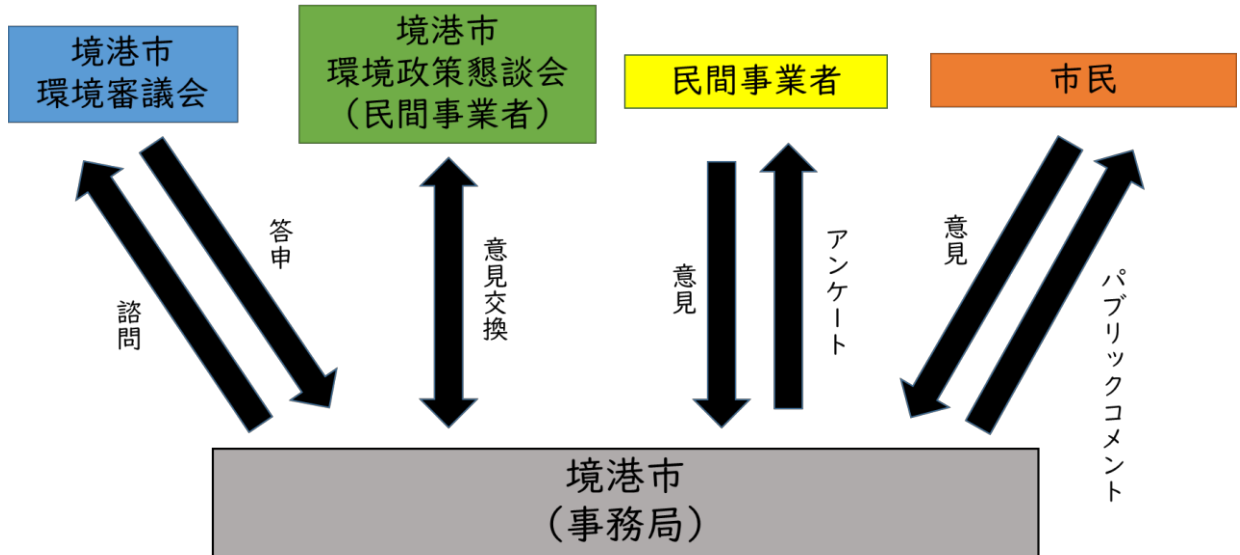 境港市
環境審議会
境港市
環境政策懇談会
（民間事業者）
民間事業者
市民
諮問
答申
意見交換
意見
アンケート
意見
パブリックコメント
境港市
（事務局）